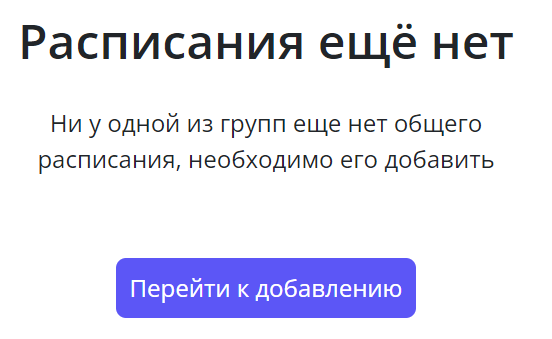 Расписания ещё нет
Ни у одной из групп еще нет общего
расписания, необходимо его добавить
Перейти к добавлению